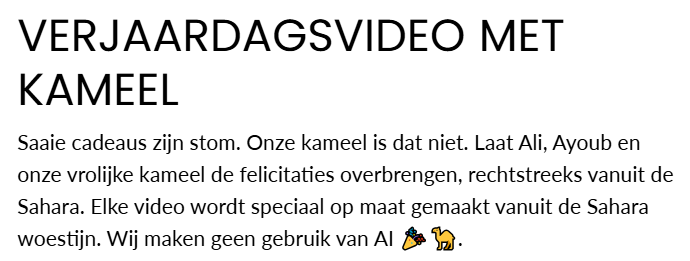 VERJAARDAGSVIDEO MET
KAMEEL
Saaie cadeaus zijn stom. Onze kameel is dat niet. Laat Ali, Ayoub en
onze vrolijke kameel de felicitaties overbrengen, rechtstreeks vanuit de
Sahara. Elke video wordt speciaal op maat gemaakt vanuit de Sahara
woestijn. Wij maken geen gebruik van AI 🎉🐪.